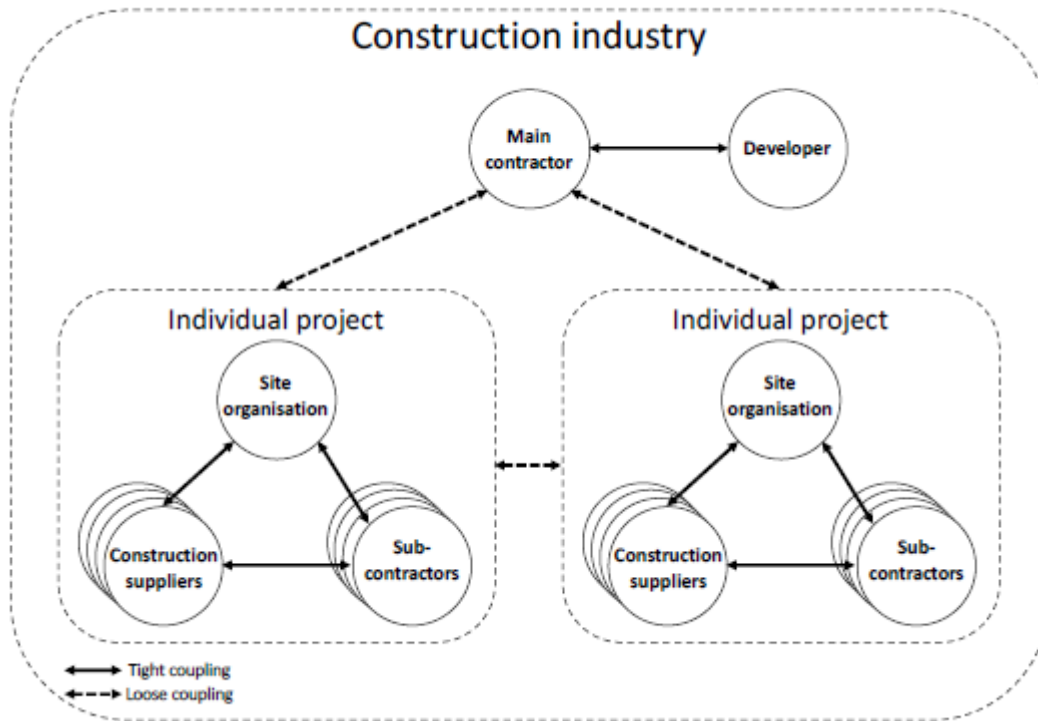 Construction industry
Main
contractor
Developer
Individual project
Site
organisation
Construction
suppliers
Sub-
contractors
Individual project
Site
organisation
Construction
suppliers
Sub-
contractors
Tight coupling
Loose coupling